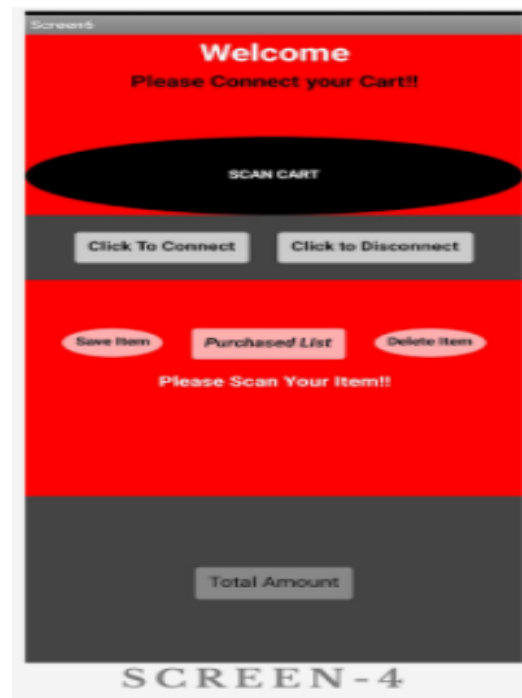 Screen6
Welcome
Please Connect your Cart!!
SCAN CART
Click To Connect Click to Disconnect
Save Item Purchased List Delete Item
Please Scan Your Item!!
Total Amount
SCREEN-4